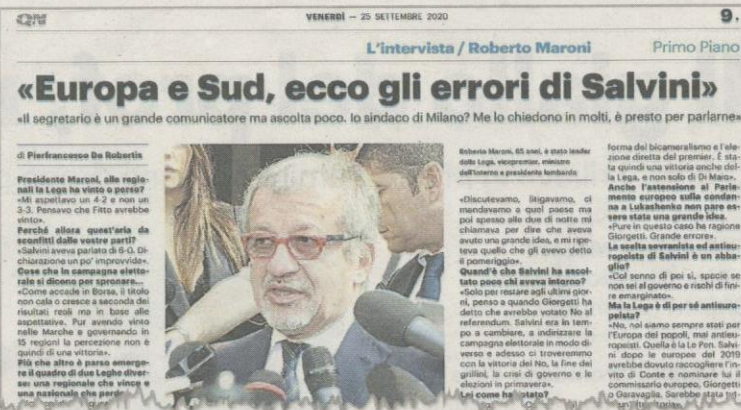 QN
VENERDÌ — 25 SETTEMBRE 2020
9.
L'intervista / Roberto Maroni
Primo Piano
«Europa e Sud, ecco gli errori di Salvini»
«Il segretario è un grande comunicatore ma ascolta poco. Io sindaco di Milano? Me lo chiedono in molti, è presto per parlarne»
di Pierfrancesco De Robertis
Presidente Maroni, alle regio-
nali la Lega ha vinto o perso?
«Mi aspettavo un 4-2 e non un
3-3. Pensavo che Fitto avrebbe
vinto».
Perché allora quest'aria da
sconfitti dalle vostre parti?
«Salvini aveva parlato di 6-0. Di-
chiarazione un po' improvvida».
Cose che in campagna eletto-
rale si dicono per spronare...
«Come accade in Borsa, il titolo
non cala o cresce a seconda dei
risultati reali ma in base alle
aspettative. Pur avendo vinto
nelle Marche e governando in
15 regioni la percezione non è
quindi di una vittoria».
Più che altro è parso emerge-
re il quadro di due Leghe diver-
se: una regionale che vince e
una nazionale che perde
Roberto Maroni, 65 anni, è stato leader
della Lega, vicepremier, ministro
dell'Interno e presidente lombardo
«Discutevamo, litigavamo, ci
mandavamo a quel paese ma
poi spesso alle due di notte mi
chiamava per dire che aveva
avuto una grande idea, e mi ripe-
teva quello che gli avevo detto
il pomeriggio».
Quand'è che Salvini ha ascol-
tato poco chi aveva intorno?
«Solo per restare agli ultimi gior-
ni, penso a quando Giorgetti ha
detto che avrebbe votato No al
referendum. Salvini era in tem-
po a cambiare, a indirizzare la
campagna elettorale in modo di-
verso e adesso ci troveremmo
con la vittoria del No, la fine dei
grillini, la crisi di governo e le
elezioni in primavera».
Lei come ha votato?
forma del bicameralismo e l'ele-
zione diretta del premier. È sta-
ta quindi una vittoria anche del-
la Lega, e non solo di Di Maio».
Anche l'astensione al Parla-
mento europeo sulla condan-
na a Lukashenko non pare es-
sere stata una grande idea.
«Pure in questo caso ha ragione
Giorgetti. Grande errore».
La scelta sovranista ed antieu-
ropeista di Salvini è un abba-
glio?
«Col senno di poi sì, specie se
non sei al governo e rischi di fini-
re emarginato».
Ma la Lega è di per sé antieuro-
peista?
«No, noi siamo sempre stati per
l'Europa dei popoli, mai antieu-
ropeisti. Quella è la Le Pen. Salvi-
ni dopo le europee del 2019
avrebbe dovuto raccogliere l'in-
vito di Conte e nominare lui il
commissario europeo, Giorgetti
o Garavaglia. Sarebbe stata